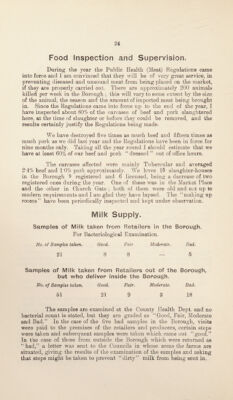 24
Food Inspection and Supervision.
During the year the Public Health (Meat) Regulations came
into force and I am convinced that they will be of very great service, in
preventing diseased and unsound meat from being placed on the market,
if they are properly carried out. There are approximately 200 animals
killed per week in the Borough; this will vary to some extent by the size
of the animal, the season and the amount of imported meat being brought
in. Since the Regulations came into force up to the end of the year, I
have inspected about 60% of the carcases of beef and pork slaughtered
here, at the time of slaughter or before they could be removed, and the
results certainly justify the Regulations being made.
We have destroyed five times as much beef and fifteen times as
much pork as we did last year and the Regulations have been in force for
nine months only. Taking all the year round I should estimate that we
have at least 60% of our beef and pork "dressed" out of office hours.
The carcases affected were mainly Tubercular and averaged
2·4% beef and 1·0% pork approximately. We have 15 slaughter-houses
in the Borough 9 registered and 6 licensed, being a decrease of two
registered ones during the year. One of these was in the Market Place
and the other in Church Gate: both of them were old and not up to
modern requirements and I am glad they have lapsed. The "making up
rooms" have been periodically inspected and kept under observation.
Milk Supply.
Samples of Milk taken from Retailers in the Borough.
For Bacteriological Examination.
No. of Samples taken. Good. Fair. Moderate. Bad.
21 8 8 — 5
Samples of Milk taken from Retailers out of the Borough,
but who deliver inside the Borough.
No. of Samples taken. Good. Fair. Moderate. Bad.
51 21 9 3 18
The samples are examined at the County Health Dept. and no
bacterial count is stated, but they are graded as "Good, Fair, Moderate
and Bad." In the case of the five bad samples in the Borough, visits
were paid to the premises of the retailers and producers, certain steps
were taken and subsequent samples were taken which came out "good."
In the case of those from outside the Borough which were returned as
"bad," a letter was sent to the Councils in whose areas the farms are
situated, giving the results of the examination of the samples and asking
that steps might be taken to prevent "dirty" milk from being sent in.